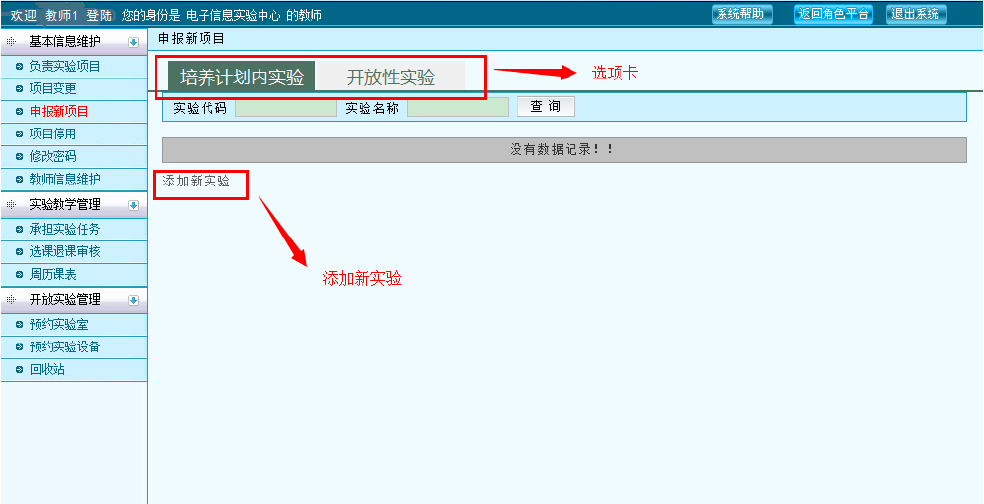 欢迎 教师1 登陆 您的身份是 电子信息实验中心 的教师
系统帮助 返回角色平台 退出系统
基本信息维护
负责实验项目
项目变更
申报新项目
项目停用
修改密码
教师信息维护
实验教学管理
承担实验任务
选课退课审核
周历课表
开放实验管理
预约实验室
预约实验设备
回收站
申报新项目
培养计划内实验 开放性实验
选项卡
实验代码 实验名称 查 询
没有数据记录！！
添加新实验
添加新实验